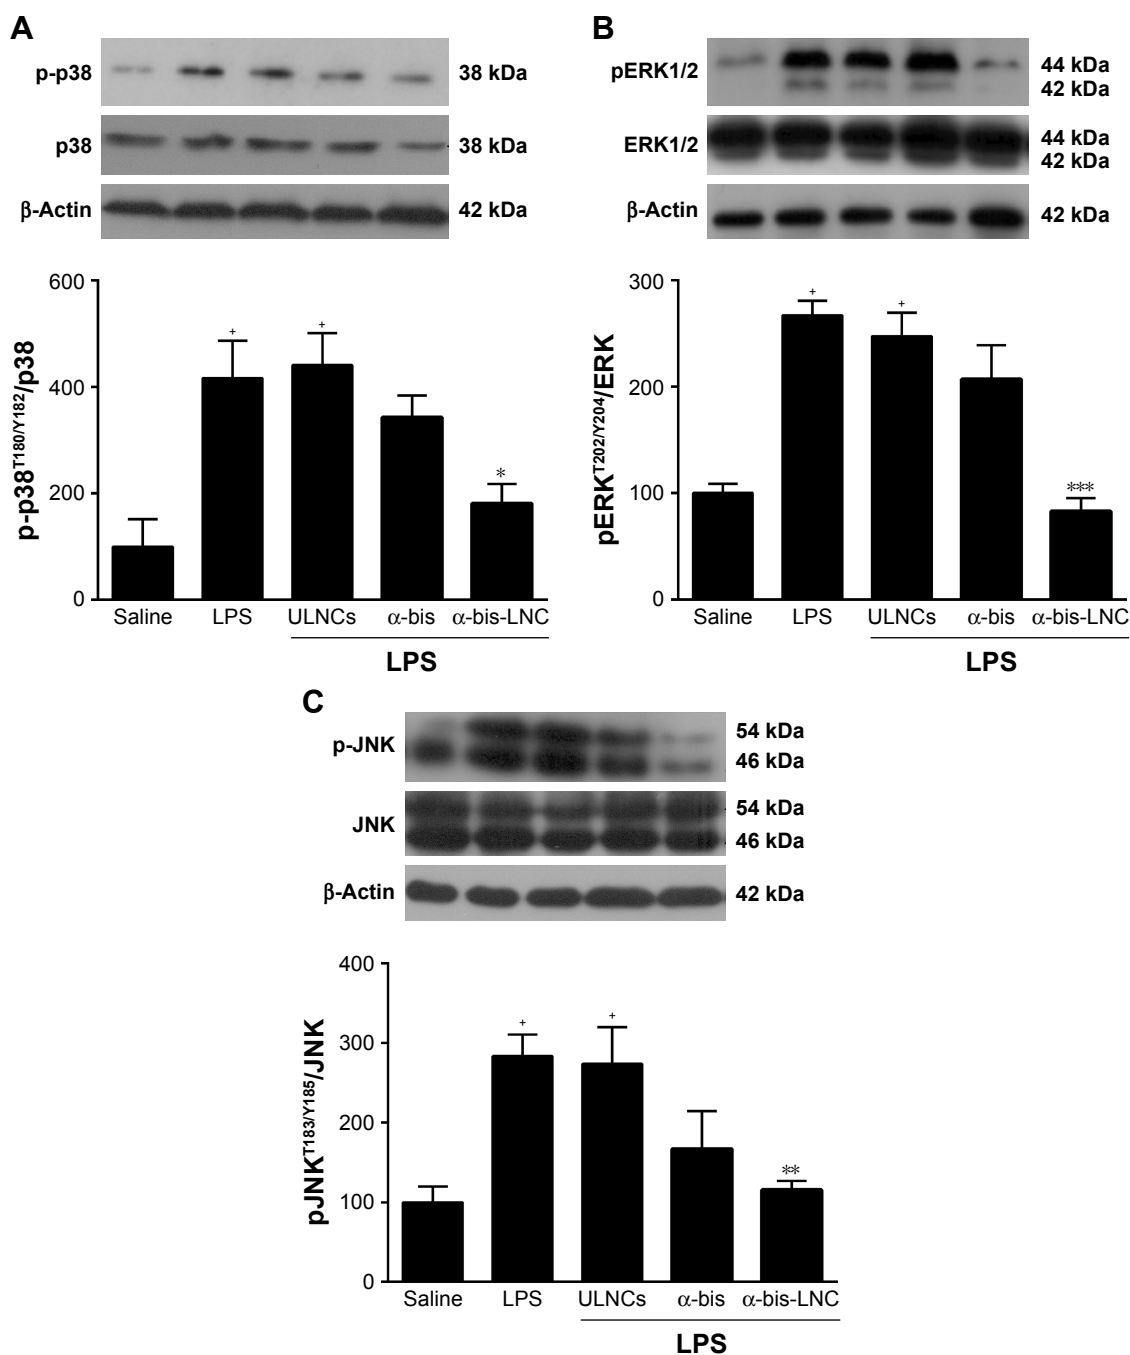 A
p-p38
38 kDa
p38
38 kDa
β-Actin
42 kDa
600
400
200
0
p-p38T180/Y182/p38
+
+
*
Saline LPS ULNCs α-bis α-bis-LNC
LPS
B
pERK1/2
44 kDa
42 kDa
ERK1/2
44 kDa
42 kDa
β-Actin
42 kDa
300
200
100
0
pERKT202/Y204/ERK
+
+
***
Saline LPS ULNCs α-bis α-bis-LNC
LPS
C
p-JNK
54 kDa
46 kDa
JNK
54 kDa
46 kDa
β-Actin
42 kDa
400
300
200
100
0
pJNKT183/Y185/JNK
+
+
**
Saline LPS ULNCs α-bis α-bis-LNC
LPS